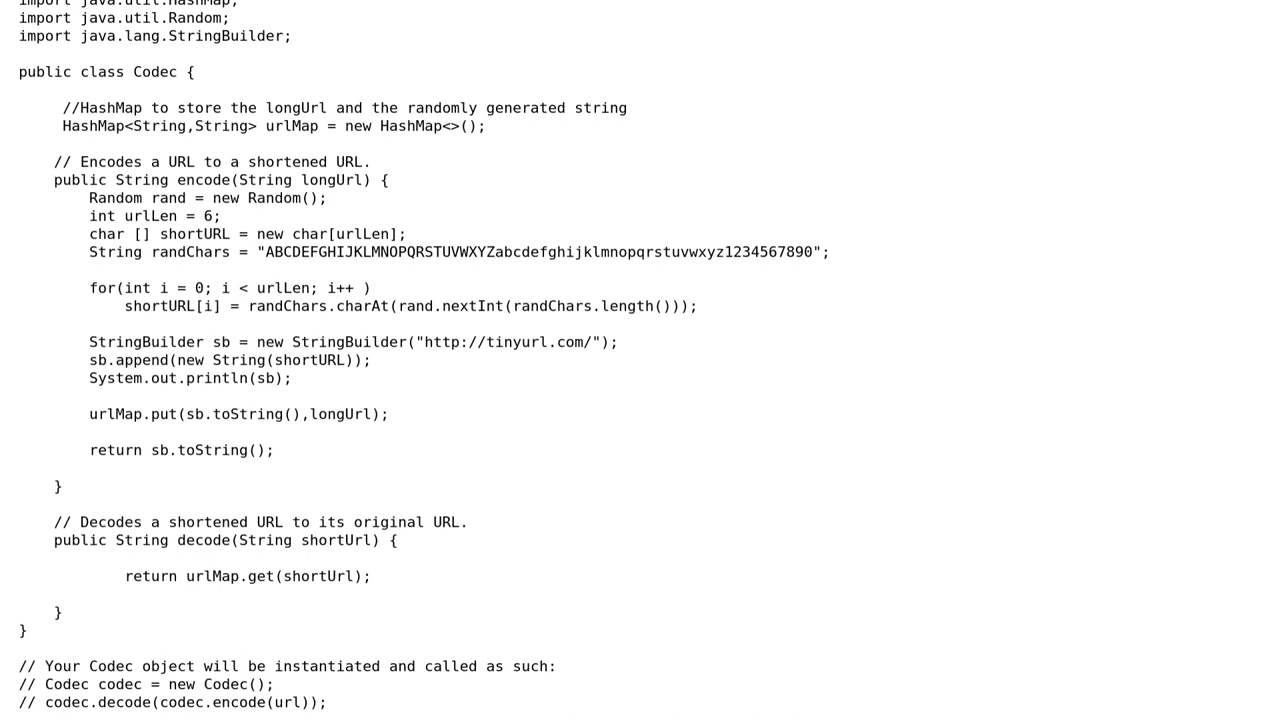 import java.util.HashMap;
import java.util.Random;
import java.lang.StringBuilder;

public class Codec {

     //HashMap to store the longUrl and the randomly generated string
     HashMap<String,String> urlMap = new HashMap<>();

    // Encodes a URL to a shortened URL.
    public String encode(String longUrl) {
        Random rand = new Random();
        int urlLen = 6;
        char [] shortURL = new char[urlLen];
        String randChars = "ABCDEFGHIJKLMNOPQRSTUVWXYZabcdefghijklmnopqrstuvwxyz1234567890";

        for(int i = 0; i < urlLen; i++ )
            shortURL[i] = randChars.charAt(rand.nextInt(randChars.length()));

        StringBuilder sb = new StringBuilder("http://tinyurl.com/");
        sb.append(new String(shortURL));
        System.out.println(sb);

        urlMap.put(sb.toString(),longUrl);

        return sb.toString();

    }

    // Decodes a shortened URL to its original URL.
    public String decode(String shortUrl) {

            return urlMap.get(shortUrl);

    }
}

// Your Codec object will be instantiated and called as such:
// Codec codec = new Codec();
// codec.decode(codec.encode(url));